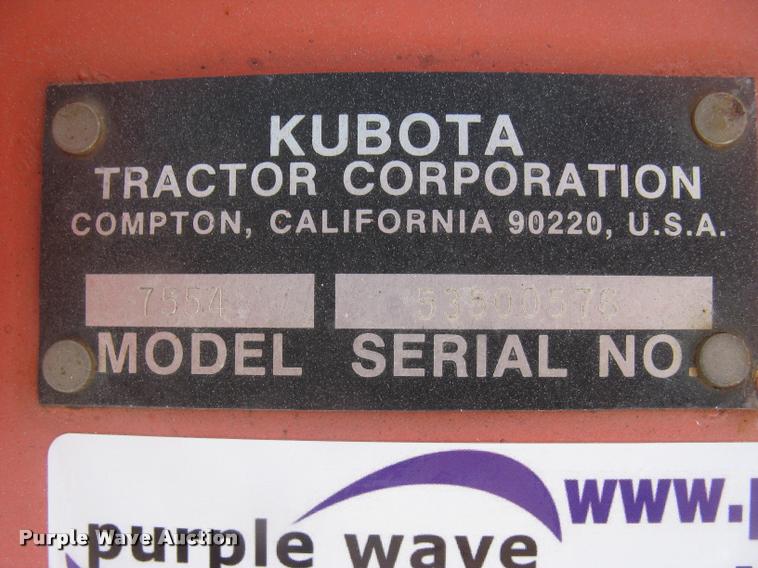 KUBOTA
TRACTOR CORPORATION
COMPTON, CALIFORNIA 90220, U.S.A.
7554 53500576
MODEL SERIAL NO.
www.p
purple wave
Purple Wave Auction